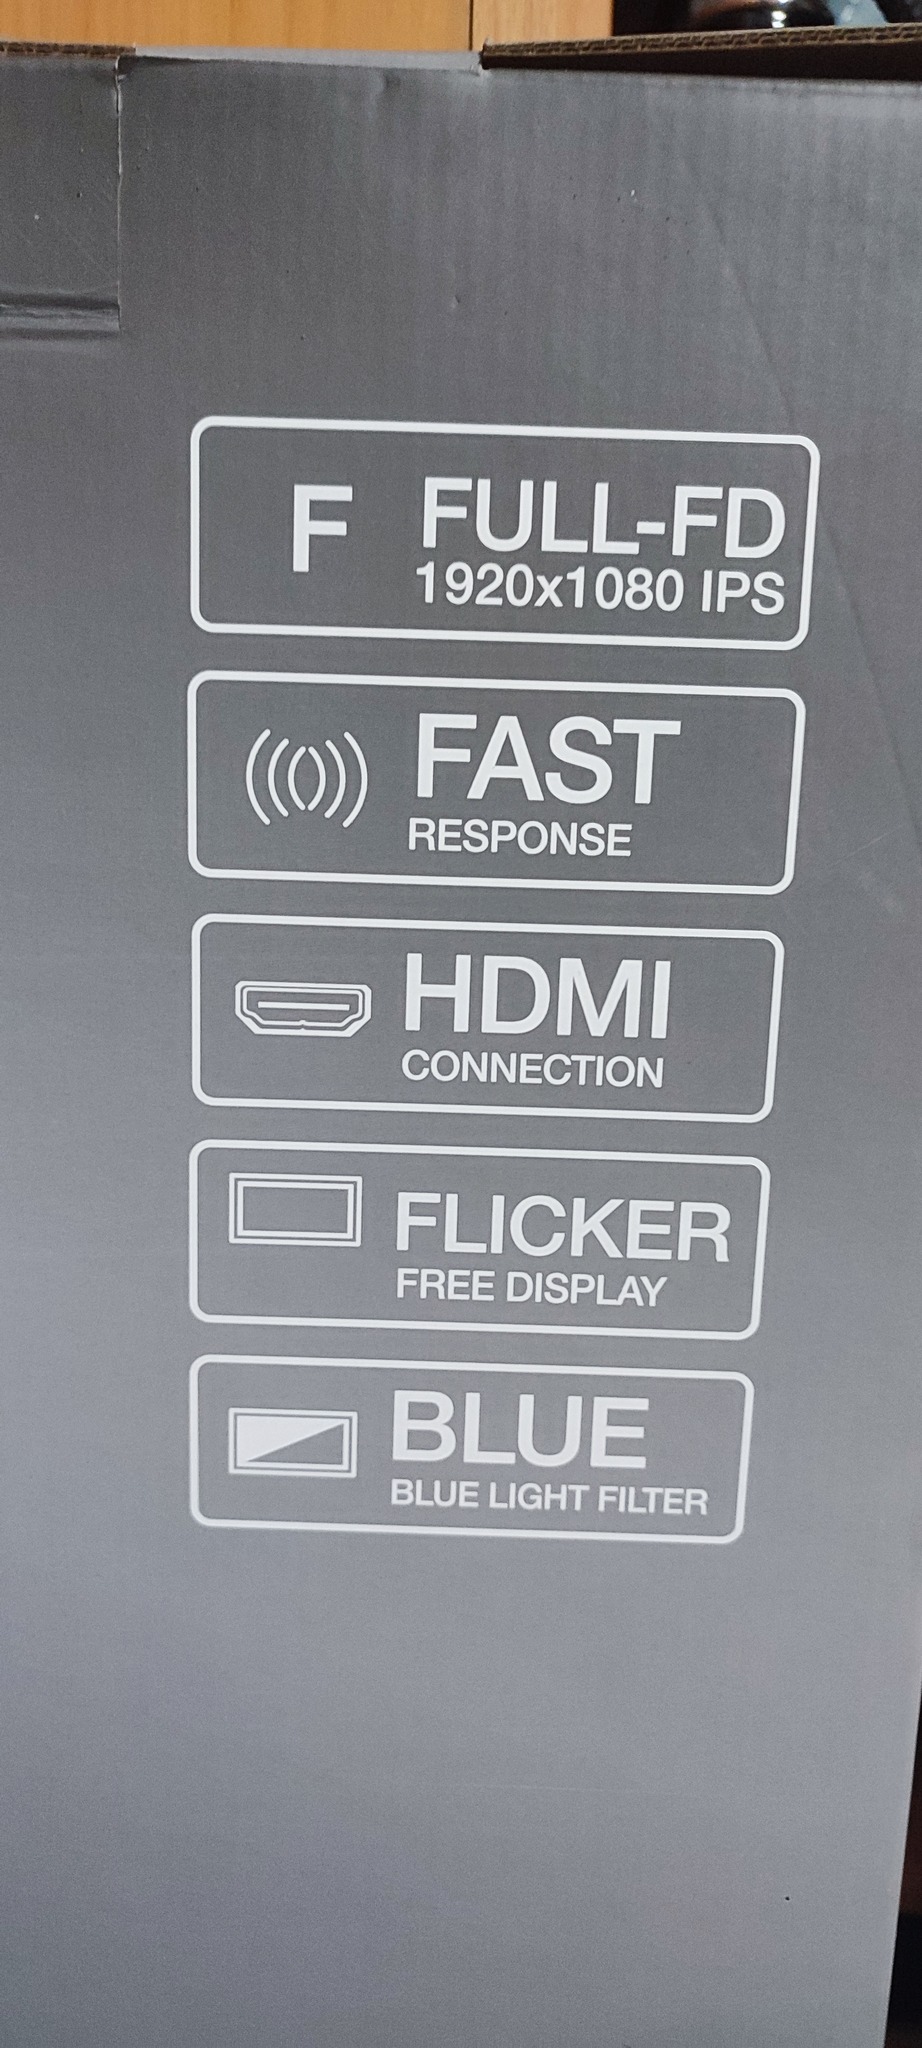 F FULL-FD
1920x1080 IPS
FAST
RESPONSE
HDMI
CONNECTION
FLICKER
FREE DISPLAY
BLUE
BLUE LIGHT FILTER